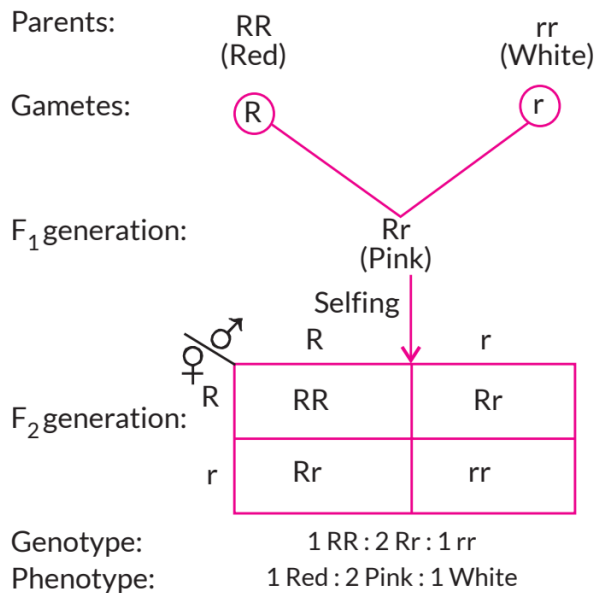 Parents: RR rr
(Red) (White)
Gametes: R r
F₁ generation: Rr
(Pink)
Selfing
♂ R r
♀
R RR Rr
F₂ generation:
r Rr rr
Genotype: 1 RR : 2 Rr : 1 rr
Phenotype: 1 Red : 2 Pink : 1 White